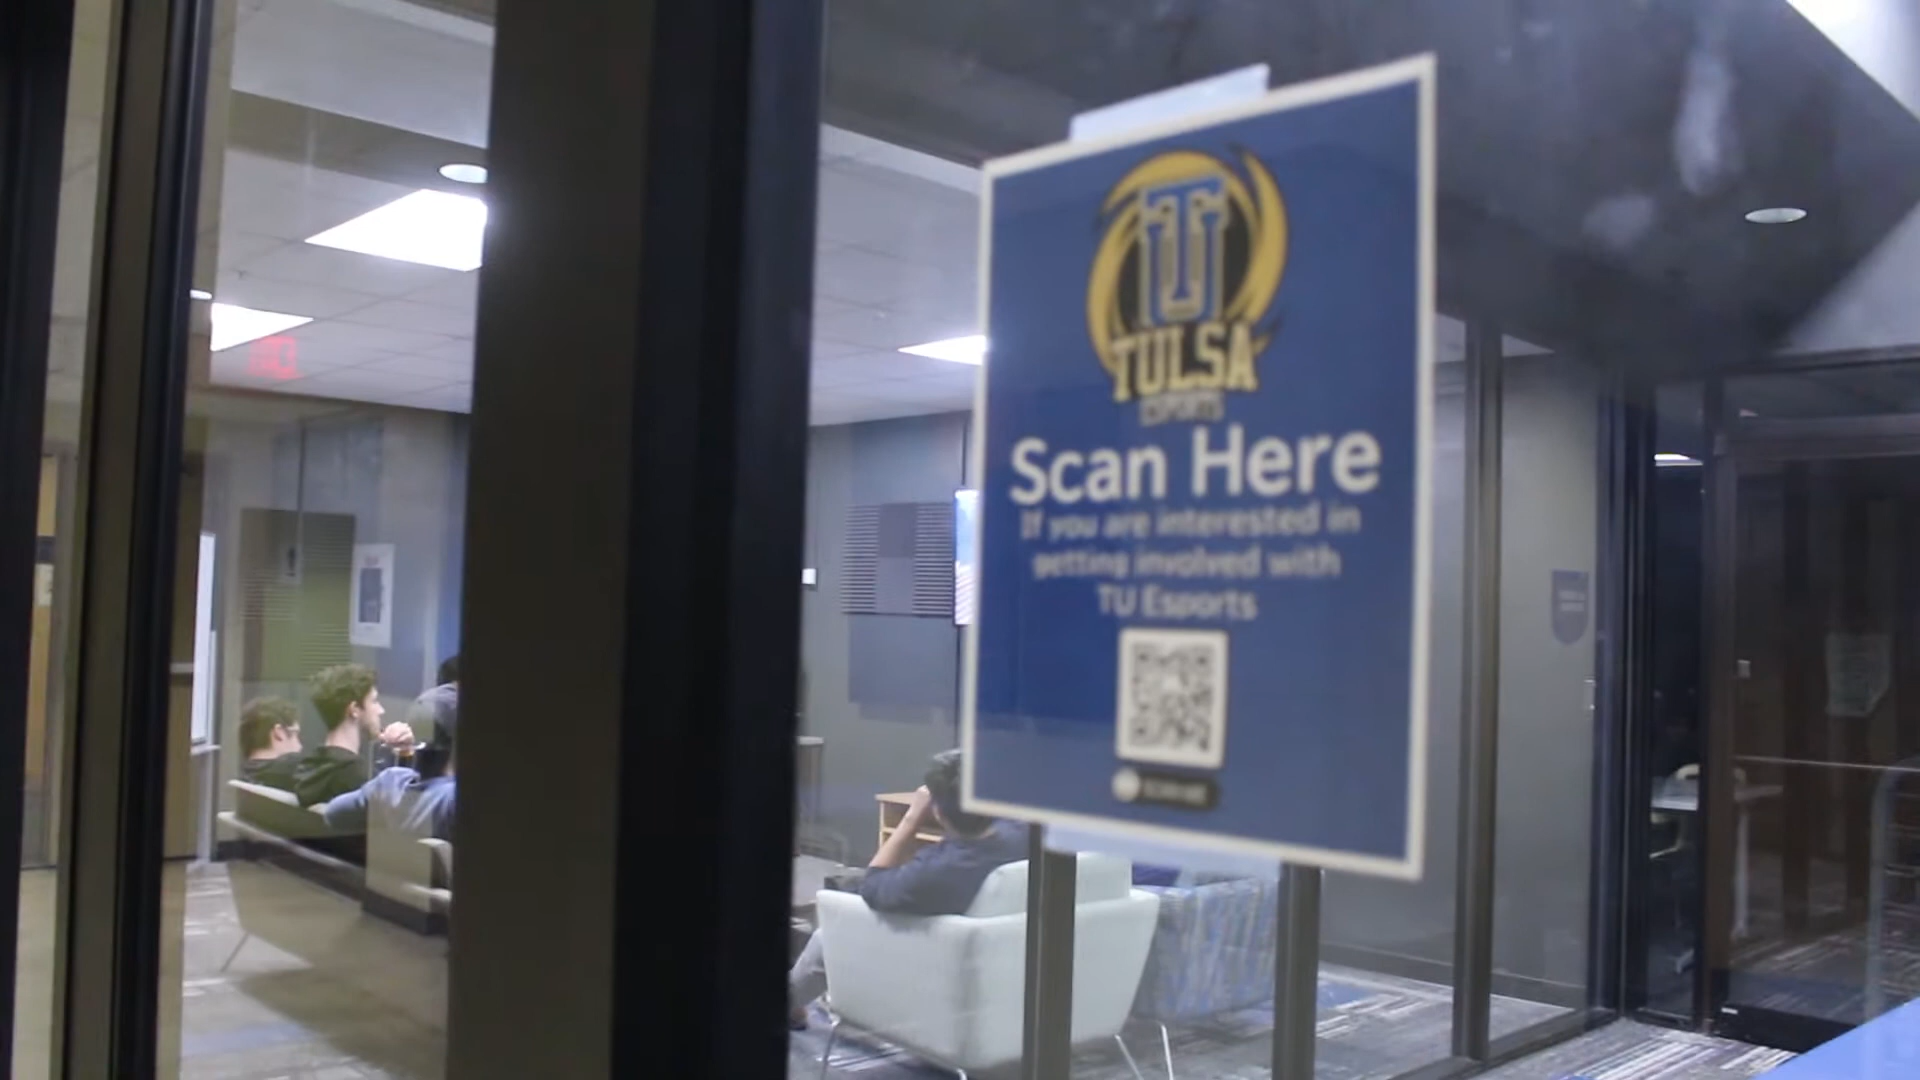 TU
TULSA
ESPORTS
Scan Here
If you are interested in
getting involved with
TU Esports